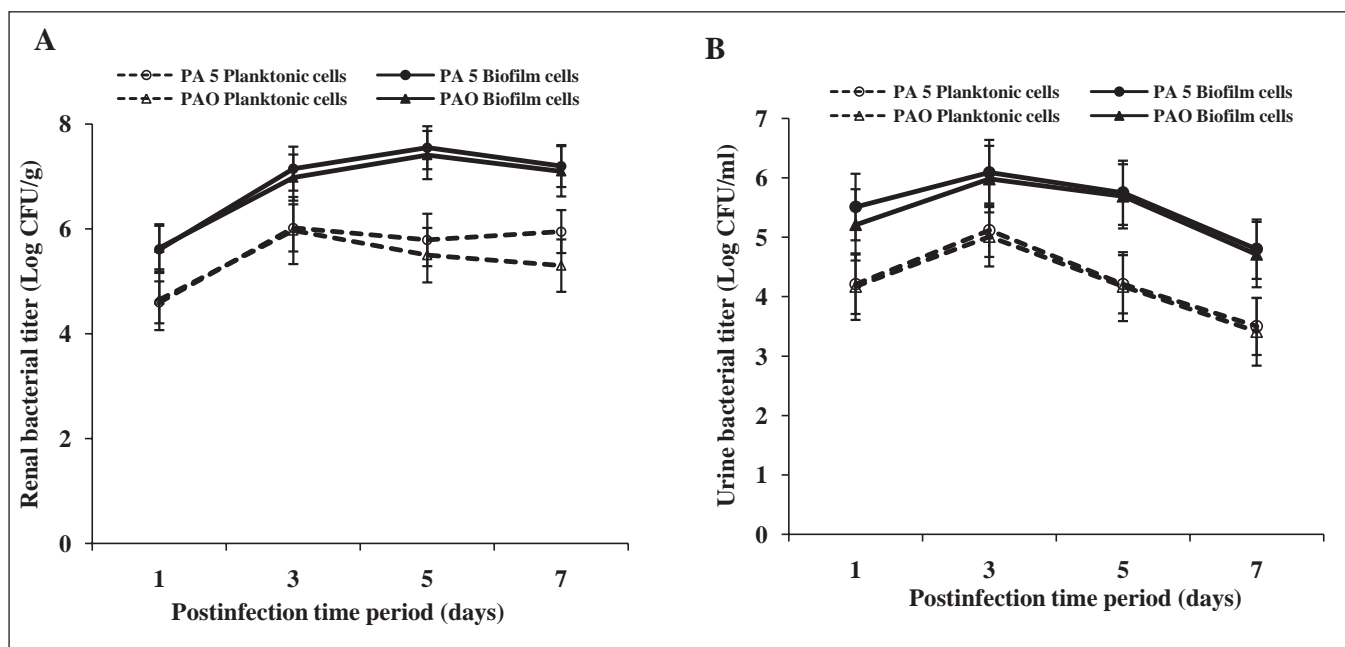 A
PA 5 Planktonic cells PA 5 Biofilm cells
PAO Planktonic cells PAO Biofilm cells
Renal bacterial titer (Log CFU/g)
8
6
4
2
0
1 3 5 7
Postinfection time period (days)
B
PA 5 Planktonic cells PA 5 Biofilm cells
PAO Planktonic cells PAO Biofilm cells
Urine bacterial titer (Log CFU/ml)
7
6
5
4
3
2
1
0
1 3 5 7
Postinfection time period (days)